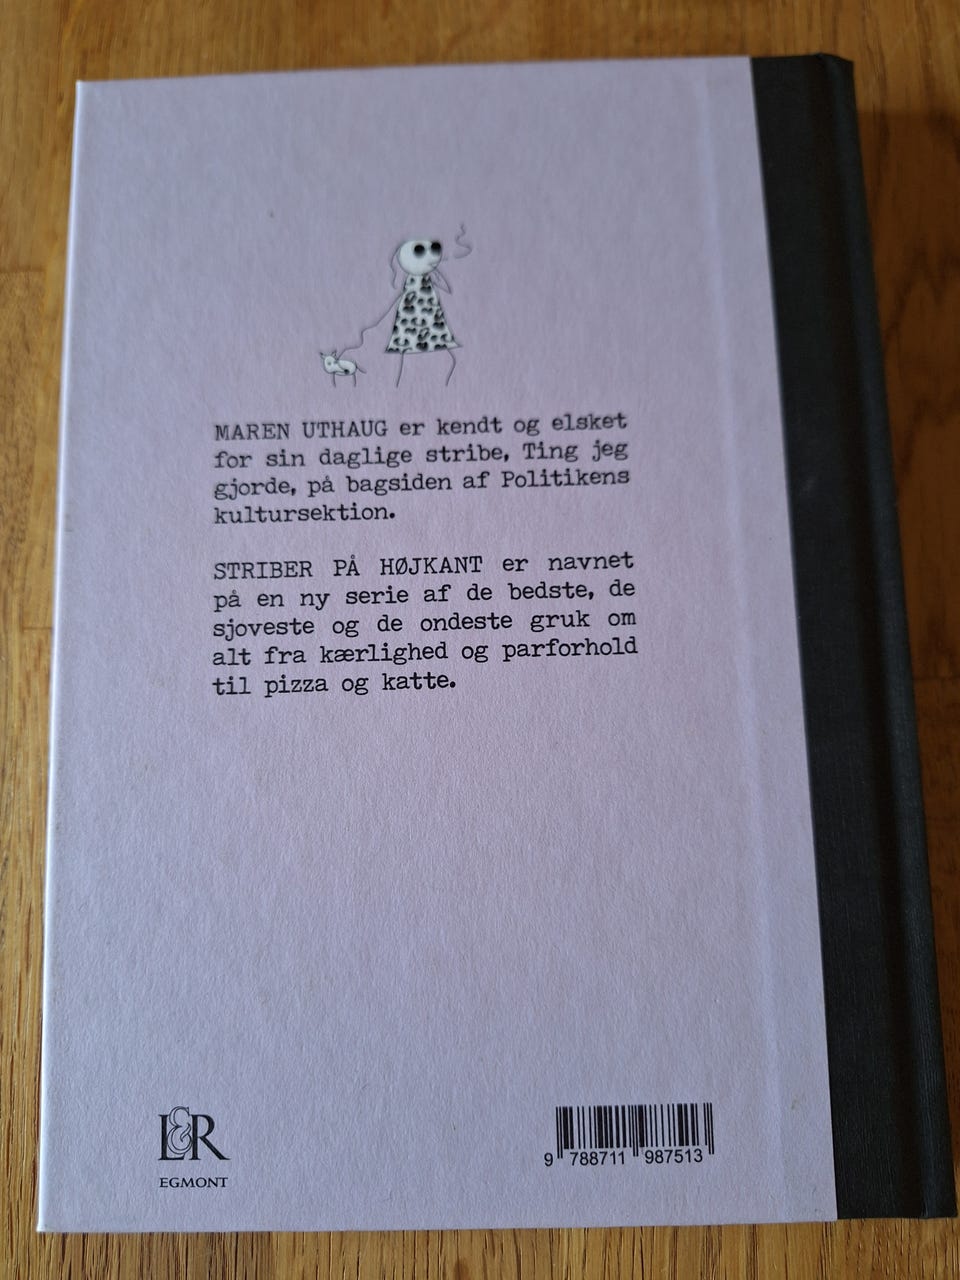 MAREN UTHAUG er kendt og elsket
for sin daglige stribe, Ting jeg
gjorde, på bagsiden af Politikens
kultursektion.
STRIBER PÅ HØJKANT er navnet
på en ny serie af de bedste, de
sjoveste og de ondeste gruk om
alt fra kærlighed og parforhold
til pizza og katte.
L&R
EGMONT
9 788711 987513